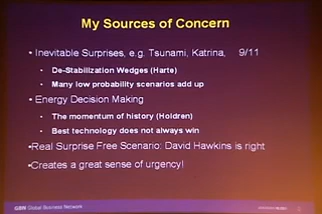 My Sources of Concern
• Inevitable Surprises, e.g. Tsunami, Katrina, 9/11
• De-Stabilization Wedges (Harte)
• Many low probability scenarios add up
• Energy Decision Making
• The momentum of history (Holdren)
• Best technology does not always win
•Real Surprise Free Scenario: David Hawkins is right
•Creates a great sense of urgency!
GBN Global Business Network